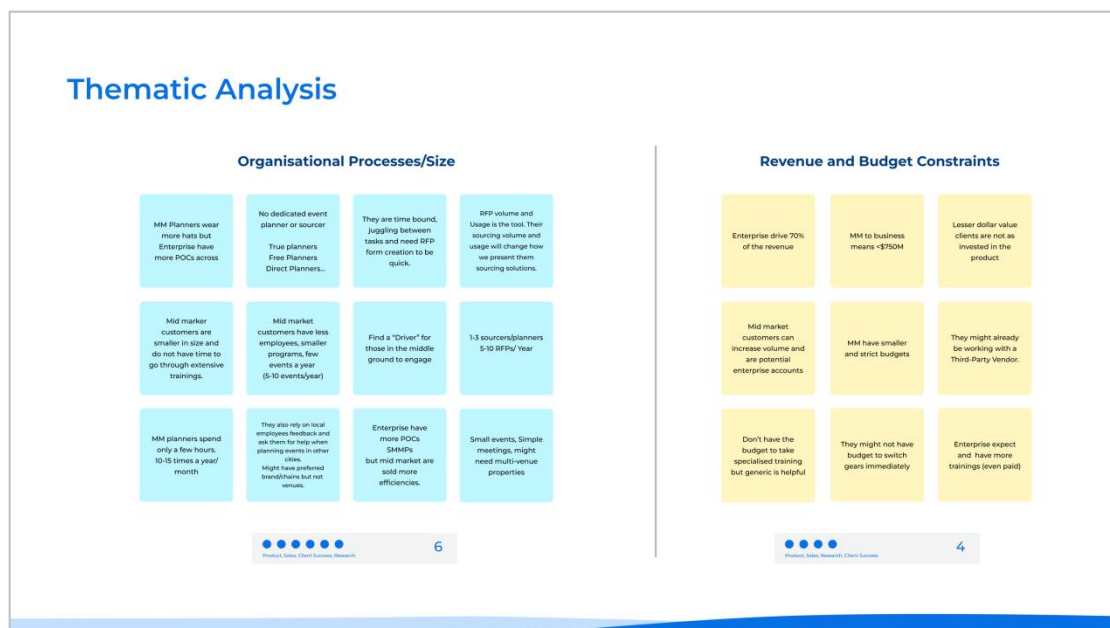 Thematic Analysis
Organisational Processes/Size
MM Planners wear
more hats but
Enterprise have
more POCs across
No dedicated event
planner or sourcer
True planners
Free Planners
Direct Planners...
They are time bound,
juggling between
tasks and need RFP
form creation to be
quick.
RFP volume and
Usage is the tool. Their
sourcing volume and
usage will change how
we present them
sourcing solutions.
Mid marker
customers are
smaller in size and
do not have time to
go through extensive
trainings.
Mid market
customers have less
employees, smaller
programs, few
events a year
(5-10 events/year)
Find a “Driver” for
those in the middle
ground to engage
1-3 sourcers/planners
5-10 RFPs/ Year
MM planners spend
only a few hours.
10-15 times a year/
month
They also rely on local
employees feedback and
ask them for help when
planning events in other
cities.
Might have preferred
brand/chains but not
venues.
Enterprise have
more POCs
SMMPs
but mid market are
sold more
efficiencies.
Small events, Simple
meetings, might
need multi-venue
properties
Product, Sales, Client Success, Research
6
Revenue and Budget Constraints
Enterprise drive 70%
of the revenue
MM to business
means <$750M
Lesser dollar value
clients are not as
invested in the
product
Mid market
customers can
increase volume and
are potential
enterprise accounts
MM have smaller
and strict budgets
They might already
be working with a
Third-Party Vendor.
Don’t have the
budget to take
specialised training
but generic is helpful
They might not have
budget to switch
gears immediately
Enterprise expect
and have more
trainings (even paid)
Product, Sales, Research, Client Success
4